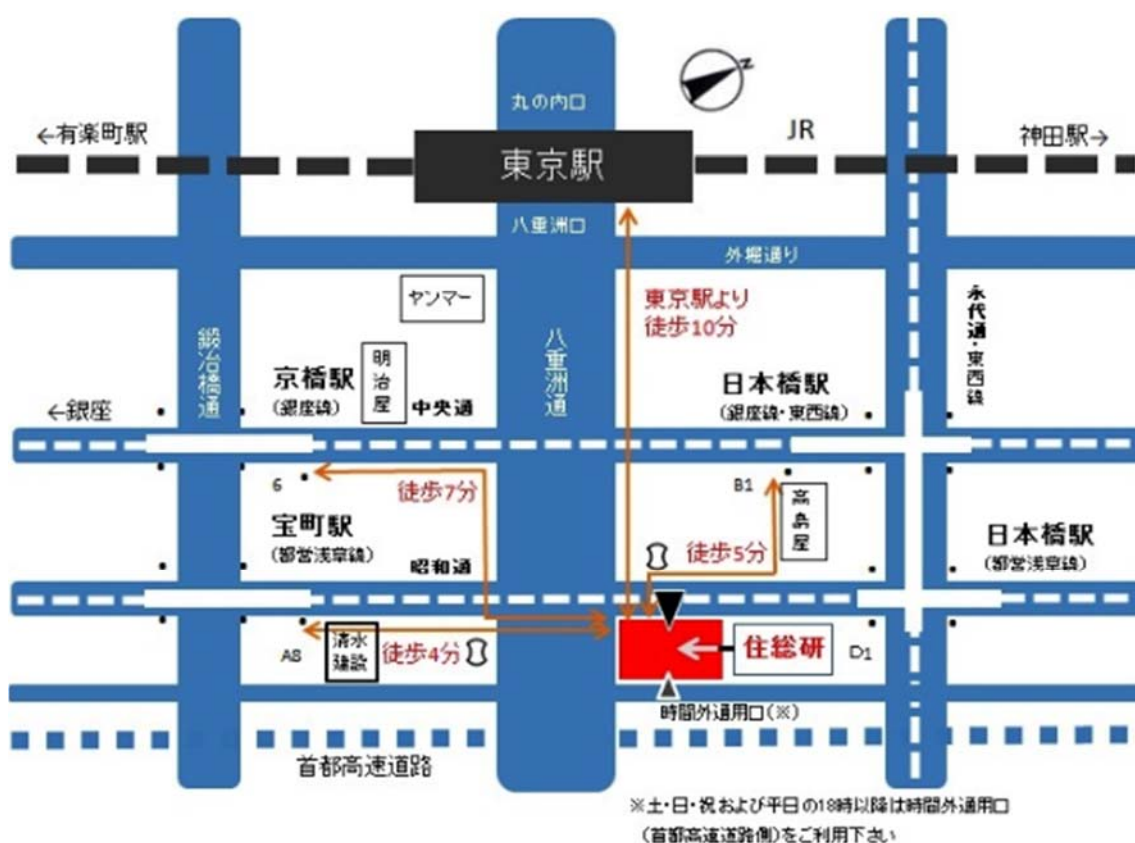 丸の内口
N
JR
←有楽町駅
神田駅→
東京駅
八重洲口
外堀通り
ヤンマー
東京駅より
徒歩10分
永代通・東西線
鍛冶橋通
八重洲通
明治屋
京橋駅
(銀座線)
中央通
日本橋駅
(銀座線・東西線)
←銀座
6
徒歩7分
B1
高島屋
宝町駅
(都営浅草線)
昭和通
徒歩5分
日本橋駅
(都営浅草線)
A8
清水
建設
徒歩4分
住総研
D1
時間外通用口(※)
首都高速道路
※土・日・祝および平日の18時以降は時間外通用口
(首都高速道路側)をご利用下さい